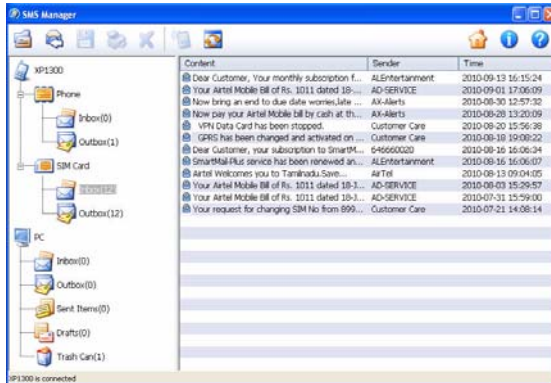 SMS Manager
XP1300
Phone
Inbox(0)
Outbox(1)
SIM Card
Inbox(12)
Outbox(12)
PC
Inbox(0)
Outbox(0)
Sent Items(0)
Drafts(0)
Trash Can(1)
Content Sender Time
Dear Customer, Your monthly subscription f... ALEntertainment 2010-09-13 16:15:24
Your Airtel Mobile Bill of Rs. 1011 dated 18-... AD-SERVICE 2010-09-01 17:06:09
Now bring an end to due date worries,late ... AX-Alerts 2010-08-30 12:57:32
Now pay your Airtel Mobile bill by cash at th... AX-Alerts 2010-08-28 13:20:09
VPN Data Card has been stopped. Customer Care 2010-08-20 15:56:38
GPRS has been changed and activated on ... Customer Care 2010-08-18 19:08:22
Dear Customer, your subscription to SmartM... 646660020 2010-08-16 16:06:34
SmartMail-Plus service has been renewed an... ALEntertainment 2010-08-16 16:06:07
Airtel Welcomes you to Tamilnadu.Save... AirTel 2010-08-13 09:04:05
Your Airtel Mobile Bill of Rs. 1011 dated 18-J... AD-SERVICE 2010-08-03 15:29:57
Your Airtel Mobile Bill of Rs. 1011 dated 18-J... AD-SERVICE 2010-07-31 15:59:00
Your request for changing SIM No from 899... Customer Care 2010-07-21 14:08:14
XP1300 is connected